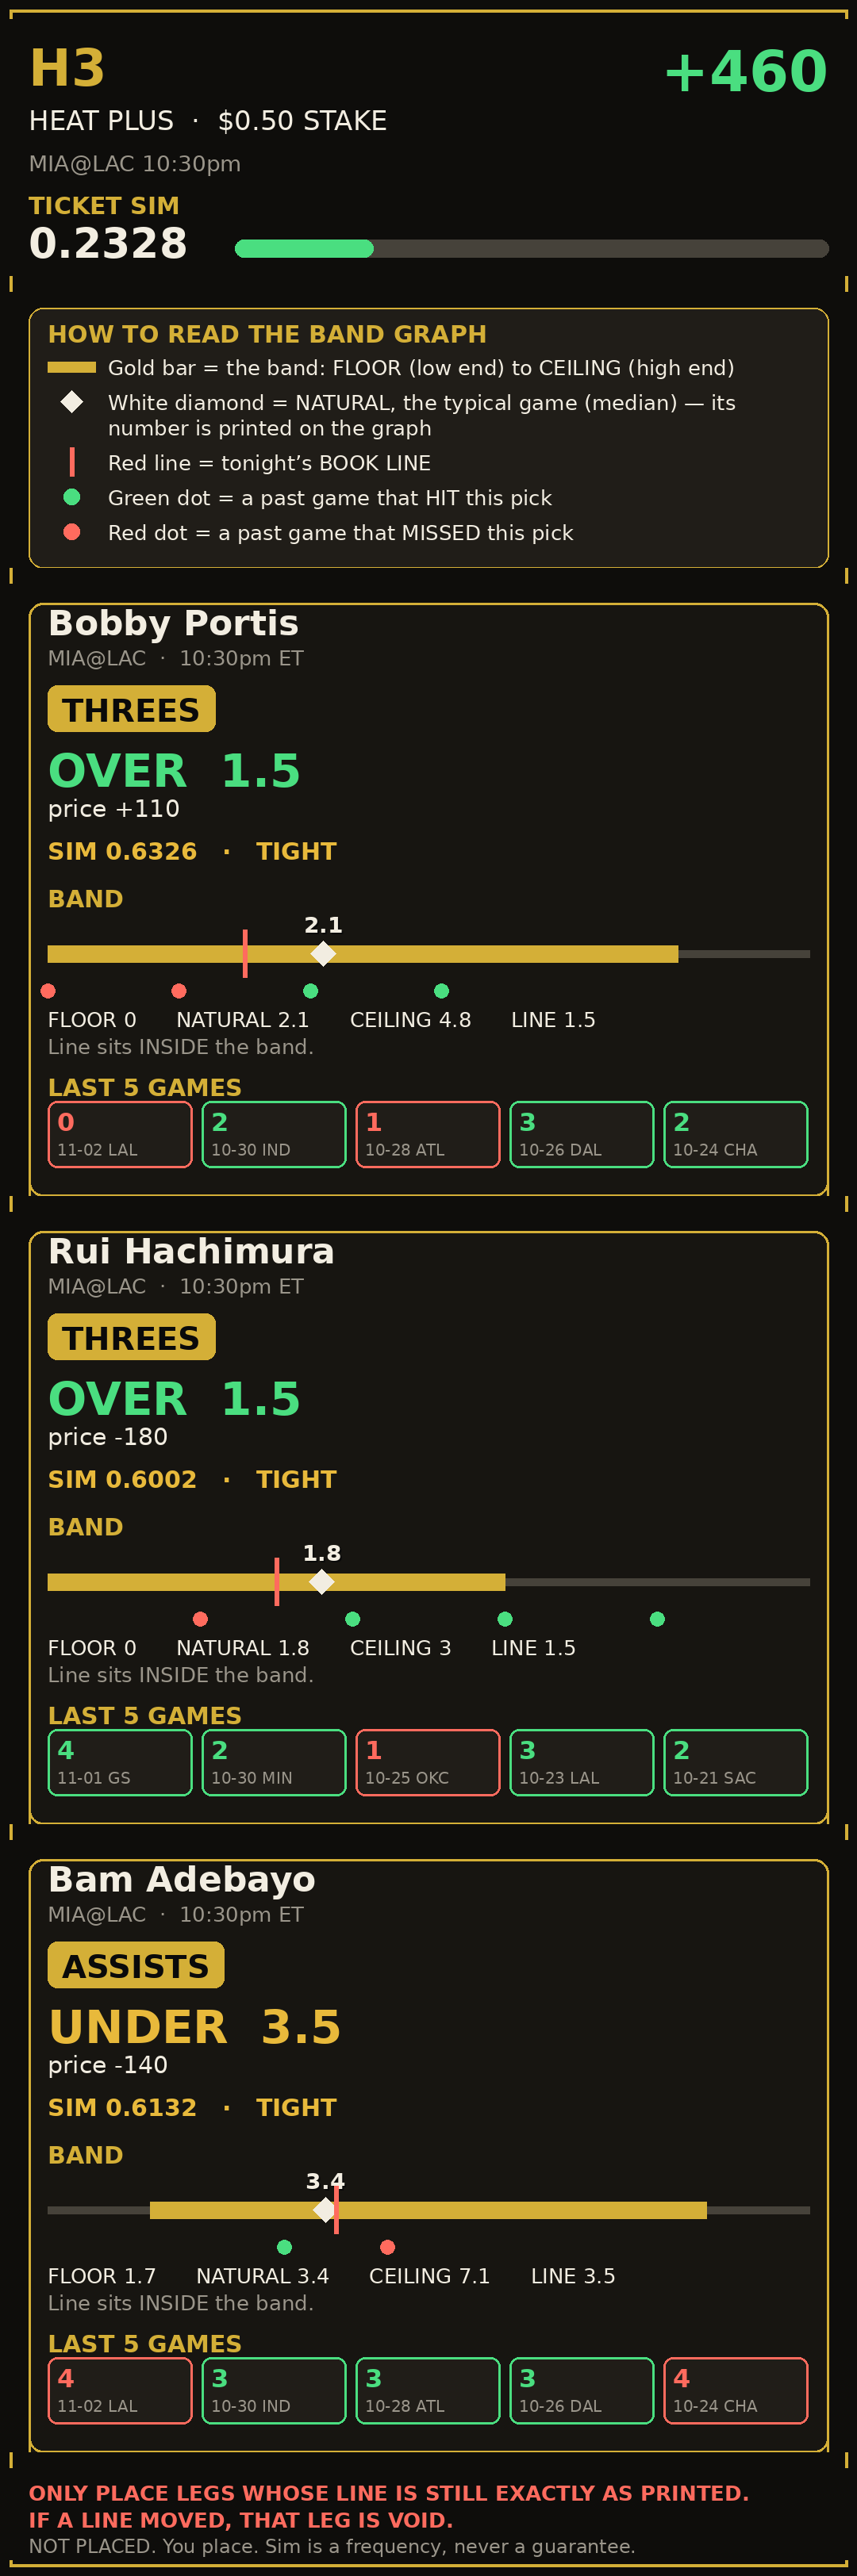 H3
+460
HEAT PLUS · $0.50 STAKE
MIA@LAC 10:30pm
TICKET SIM
0.2328
HOW TO READ THE BAND GRAPH
Gold bar = the band: FLOOR (low end) to CEILING (high end)
White diamond = NATURAL, the typical game (median) — its
number is printed on the graph
Red line = tonight’s BOOK LINE
Green dot = a past game that HIT this pick
Red dot = a past game that MISSED this pick
Bobby Portis
MIA@LAC · 10:30pm ET
THREES
OVER 1.5
price +110
SIM 0.6326 · TIGHT
BAND
2.1
FLOOR 0 NATURAL 2.1 CEILING 4.8 LINE 1.5
Line sits INSIDE the band.
LAST 5 GAMES
0 2 1 3 2
11-02 LAL 10-30 IND 10-28 ATL 10-26 DAL 10-24 CHA
Rui Hachimura
MIA@LAC · 10:30pm ET
THREES
OVER 1.5
price -180
SIM 0.6002 · TIGHT
BAND
1.8
FLOOR 0 NATURAL 1.8 CEILING 3 LINE 1.5
Line sits INSIDE the band.
LAST 5 GAMES
4 2 1 3 2
11-01 GS 10-30 MIN 10-25 OKC 10-23 LAL 10-21 SAC
Bam Adebayo
MIA@LAC · 10:30pm ET
ASSISTS
UNDER 3.5
price -140
SIM 0.6132 · TIGHT
BAND
3.4
FLOOR 1.7 NATURAL 3.4 CEILING 7.1 LINE 3.5
Line sits INSIDE the band.
LAST 5 GAMES
4 3 3 3 4
11-02 LAL 10-30 IND 10-28 ATL 10-26 DAL 10-24 CHA
ONLY PLACE LEGS WHOSE LINE IS STILL EXACTLY AS PRINTED.
IF A LINE MOVED, THAT LEG IS VOID.
NOT PLACED. You place. Sim is a frequency, never a guarantee.